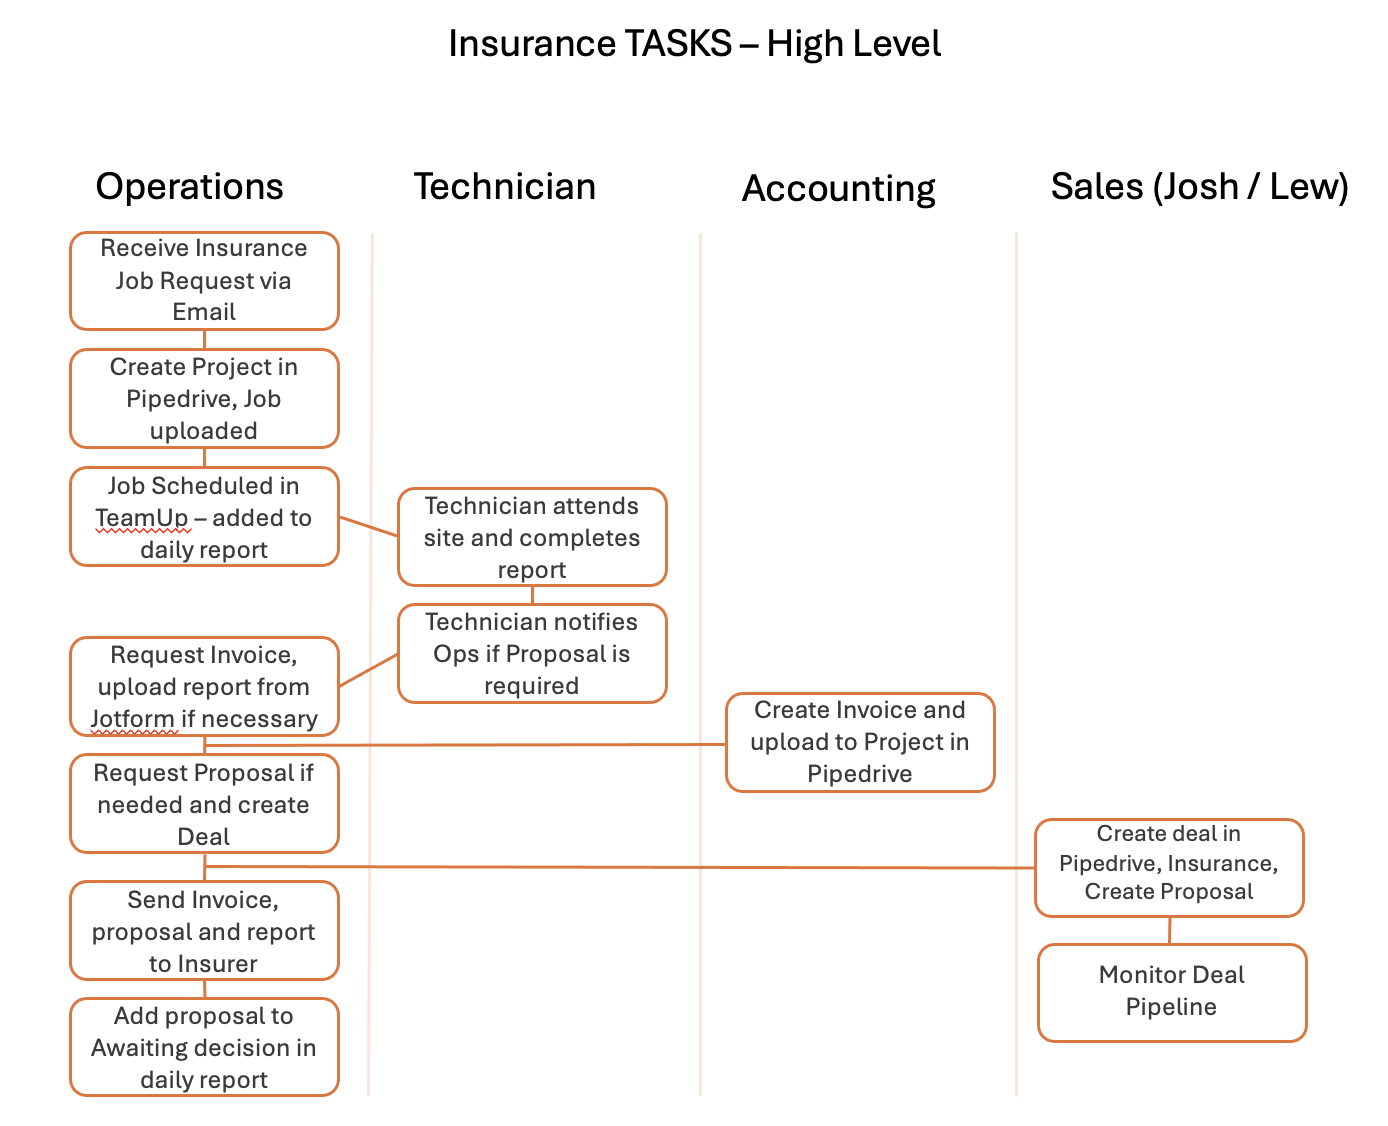 Insurance TASKS – High Level
Operations
Technician
Accounting
Sales (Josh / Lew)
Receive Insurance
Job Request via
Email
Create Project in
Pipedrive, Job
uploaded
Job Scheduled in
TeamUp – added to
daily report
Technician attends
site and completes
report
Technician notifies
Ops if Proposal is
required
Request Invoice,
upload report from
Jotform if necessary
Create Invoice and
upload to Project in
Pipedrive
Request Proposal if
needed and create
Deal
Create deal in
Pipedrive, Insurance,
Create Proposal
Send Invoice,
proposal and report
to Insurer
Monitor Deal
Pipeline
Add proposal to
Awaiting decision in
daily report